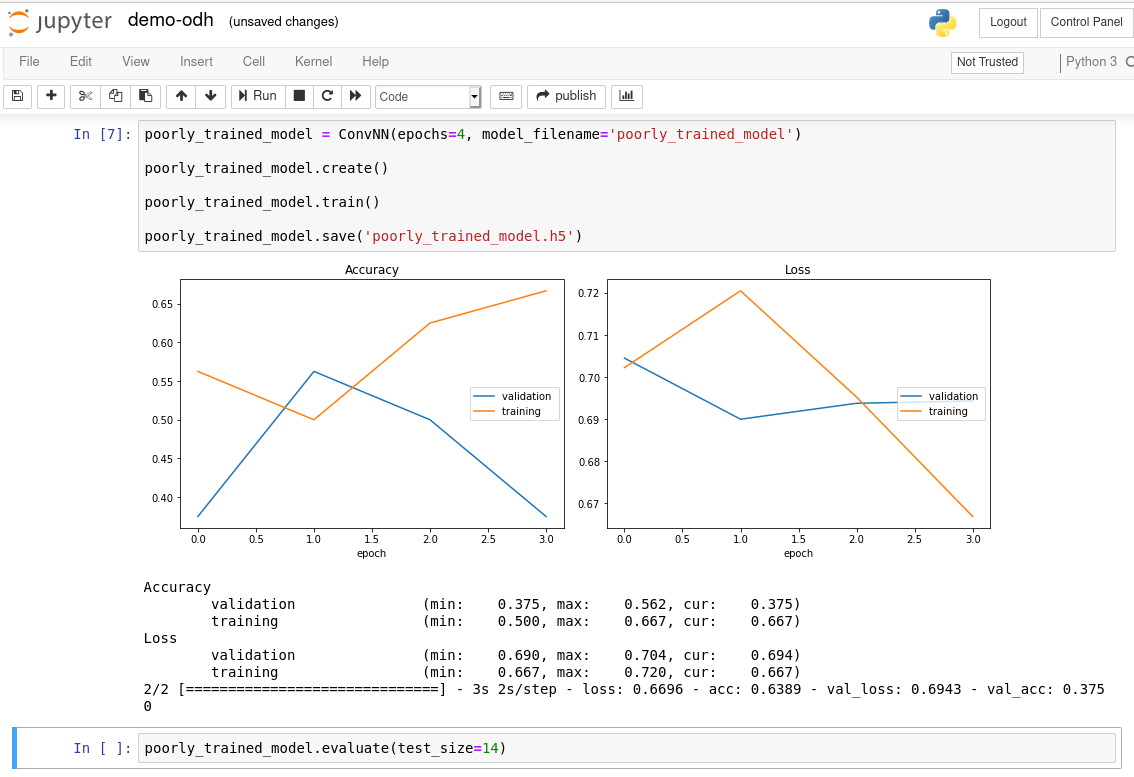 jupyter demo-odh (unsaved changes) Logout Control Panel
File Edit View Insert Cell Kernel Help Not Trusted Python 3
Run Code publish
In [7]: poorly_trained_model = ConvNN(epochs=4, model_filename='poorly_trained_model')
poorly_trained_model.create()
poorly_trained_model.train()
poorly_trained_model.save('poorly_trained_model.h5')
Accuracy
0.65
0.60
0.55
0.50
0.45
0.40
validation
training
0.0 0.5 1.0 1.5 2.0 2.5 3.0
epoch
Loss
0.72
0.71
0.70
0.69
0.68
0.67
validation
training
0.0 0.5 1.0 1.5 2.0 2.5 3.0
epoch
Accuracy
validation (min: 0.375, max: 0.562, cur: 0.375)
training (min: 0.500, max: 0.667, cur: 0.667)
Loss
validation (min: 0.690, max: 0.704, cur: 0.694)
training (min: 0.667, max: 0.720, cur: 0.667)
2/2 [==============================] - 3s 2s/step - loss: 0.6696 - acc: 0.6389 - val_loss: 0.6943 - val_acc: 0.375
0
In [ ]: poorly_trained_model.evaluate(test_size=14)